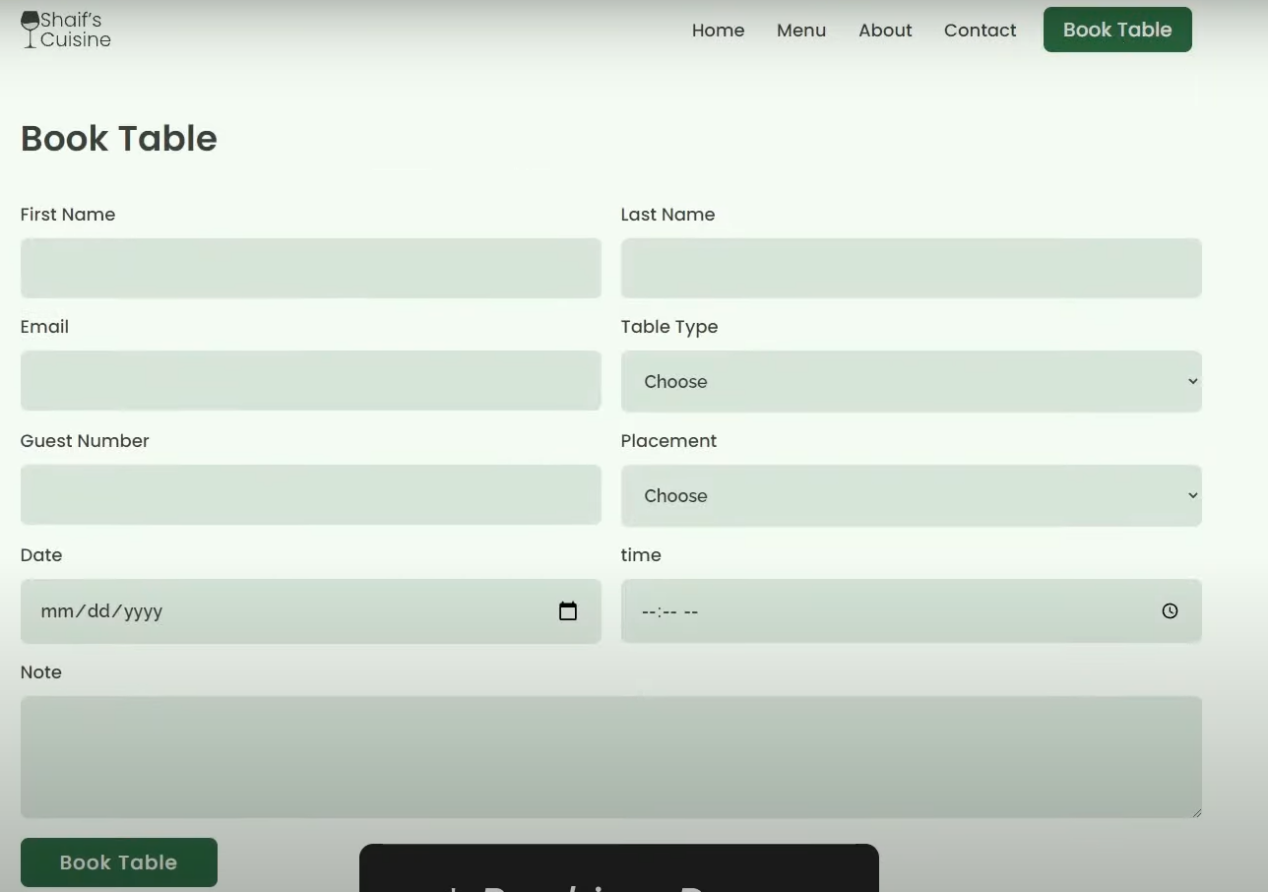 Shaif's
Cuisine
Home Menu About Contact Book Table
Book Table
First Name Last Name
Email Table Type
Choose
Guest Number Placement
Choose
Date time
mm/dd/yyyy --:-- --
Note
Book Table